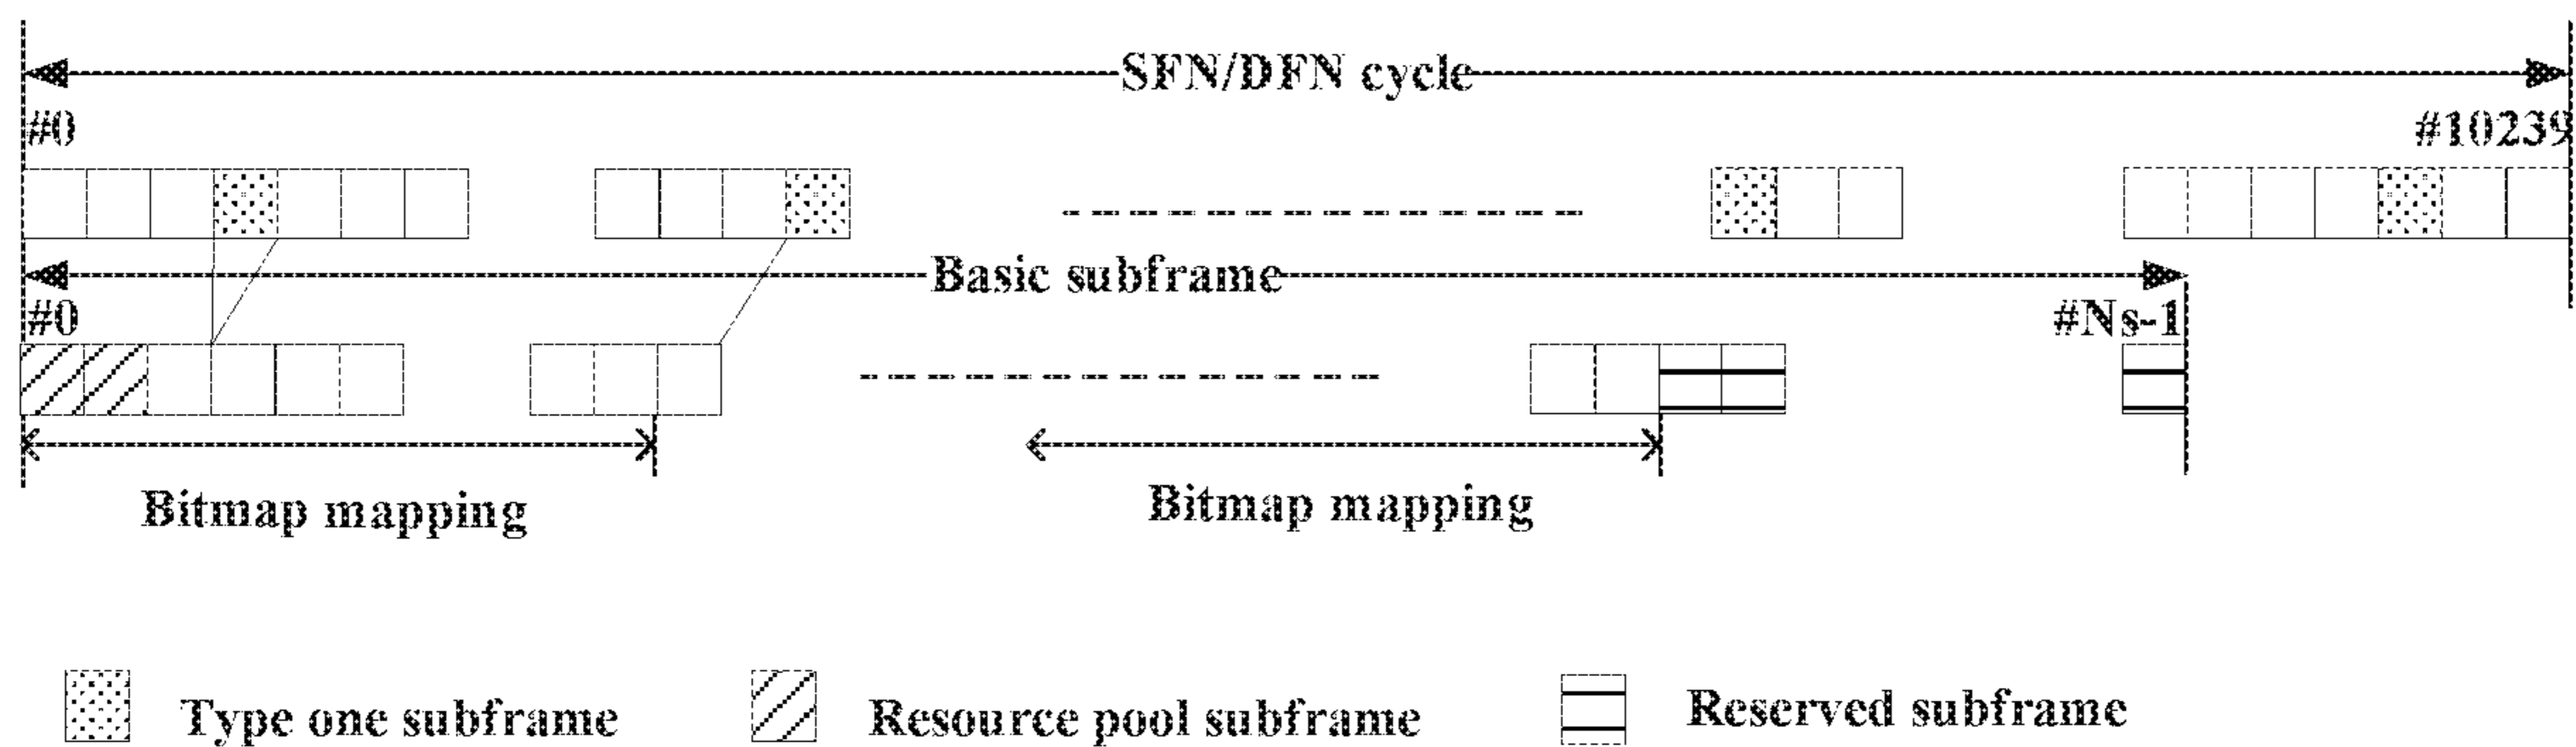 SFN/DFN cycle
#0
#10239
Basic subframe
#0
#Ns-1
Bitmap mapping
Bitmap mapping
Type one subframe
Resource pool subframe
Reserved subframe